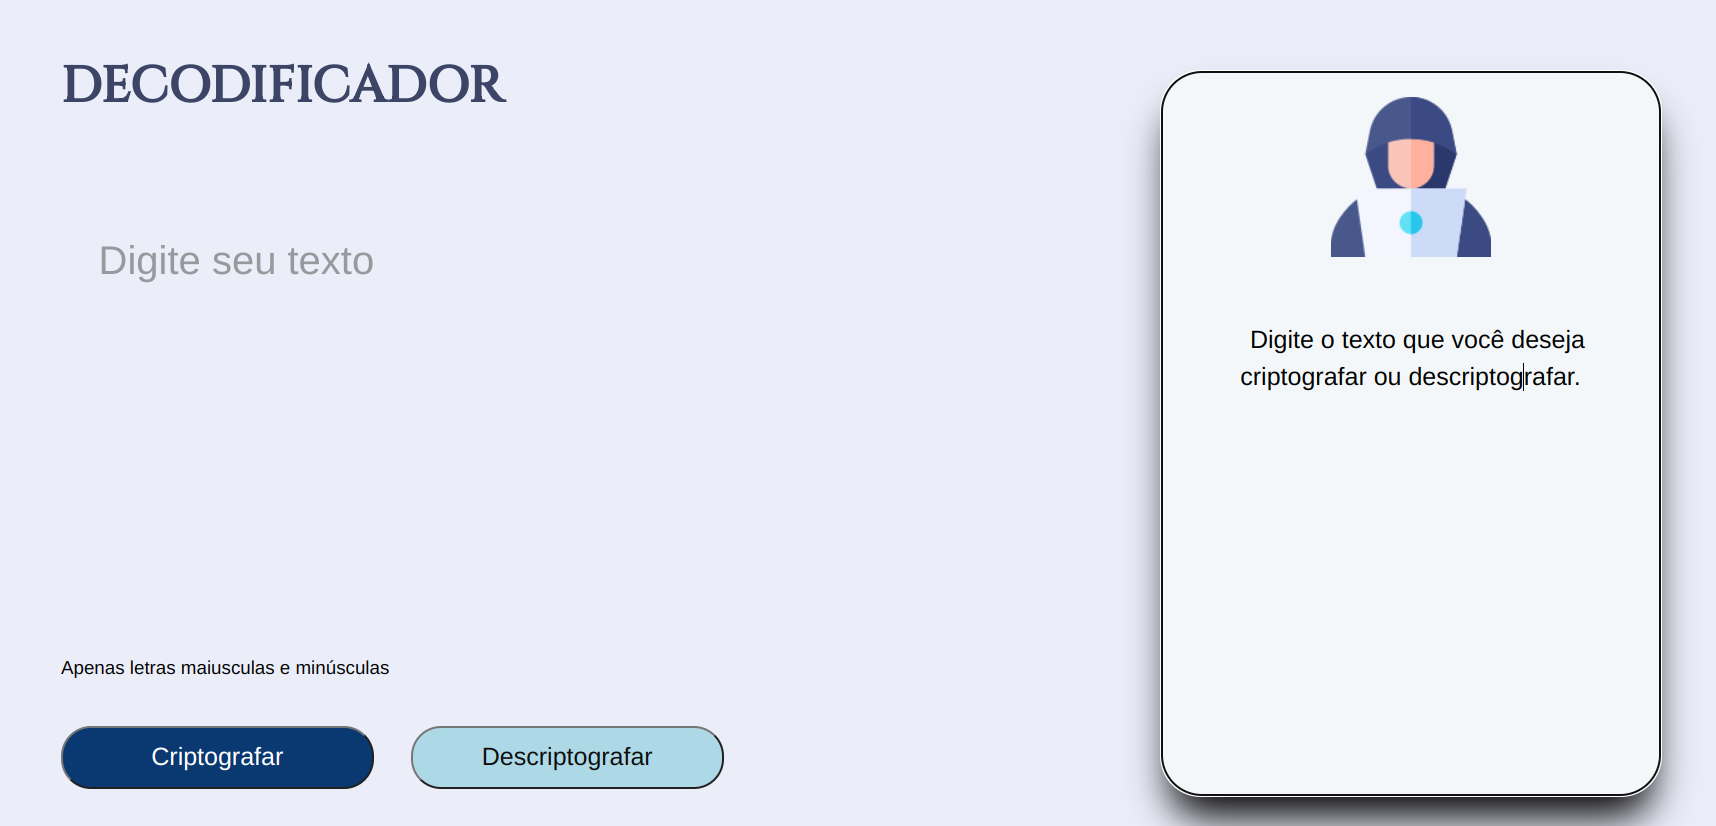 DECODIFICADOR
Digite seu texto
Apenas letras maiusculas e minúsculas
Criptografar
Descriptografar
Digite o texto que você deseja
criptografar ou descriptografar.